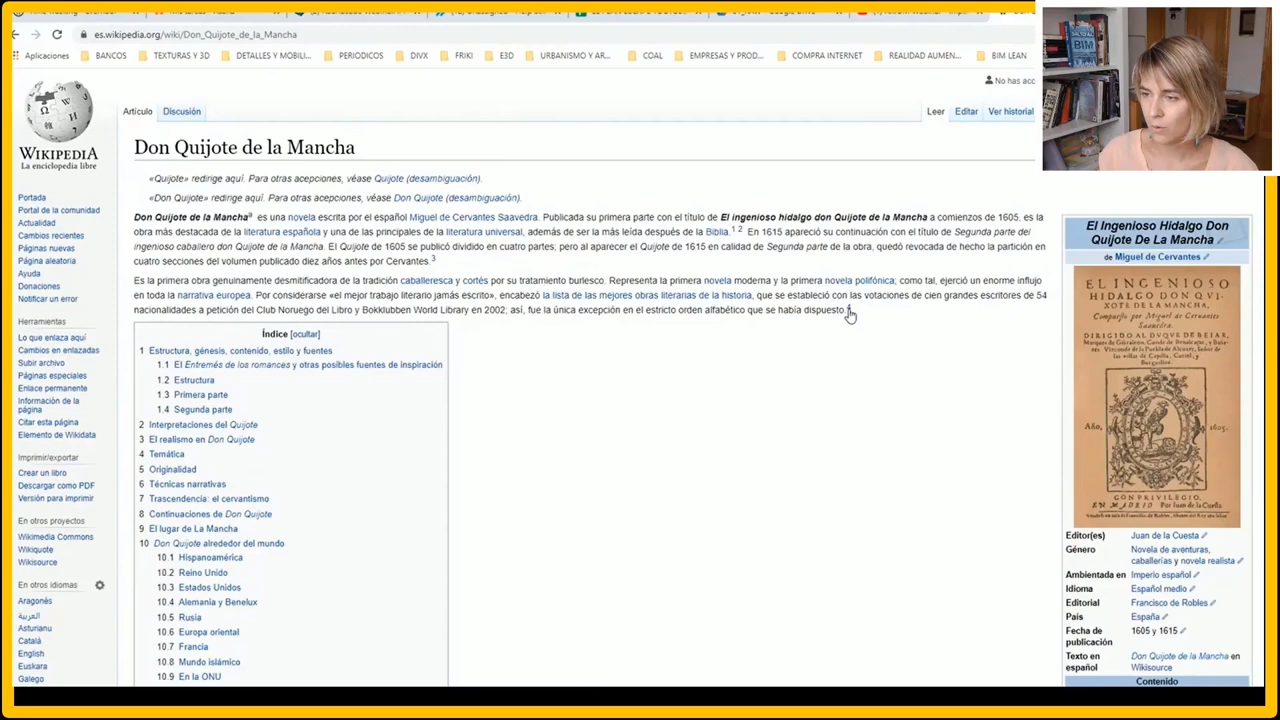 es.wikipedia.org/wiki/Don_Quijote_de_la_Mancha
Aplicaciones BANCOS TEXTURAS Y 3D DETALLES Y MOBILI... PERIODICOS DIVX FRIKI E3D URBANISMO Y AR... COAL EMPRESAS Y PROD... COMPRA INTERNET REALIDAD AUMEN... BIM LEAN
No has acc
WIKIPEDIA
La enciclopedia libre
Artículo Discusión Leer Editar Ver historial
Portada
Portal de la comunidad
Actualidad
Cambios recientes
Páginas nuevas
Página aleatoria
Ayuda
Donaciones
Notificar un error
Herramientas
Lo que enlaza aquí
Cambios en enlazadas
Subir archivo
Páginas especiales
Enlace permanente
Información de la
página
Citar esta página
Elemento de Wikidata
Imprimir/exportar
Crear un libro
Descargar como PDF
Versión para imprimir
En otros proyectos
Wikimedia Commons
Wikiquote
Wikisource
En otros idiomas
Aragonés
العربية
Asturianu
Català
English
Euskara
Galego
Don Quijote de la Mancha
«Quijote» redirige aquí. Para otras acepciones, véase Quijote (desambiguación).
«Don Quijote» redirige aquí. Para otras acepciones, véase Don Quijote (desambiguación).
Don Quijote de la Mancha es una novela escrita por el español Miguel de Cervantes Saavedra. Publicada su primera parte con el título de El ingenioso hidalgo don Quijote de la Mancha a comienzos de 1605, es la
obra más destacada de la literatura española y una de las principales de la literatura universal, además de ser la más leída después de la Biblia.1 2 En 1615 apareció su continuación con el título de Segunda parte del
ingenioso caballero don Quijote de la Mancha. El Quijote de 1605 se publicó dividido en cuatro partes; pero al aparecer el Quijote de 1615 en calidad de Segunda parte de la obra, quedó revocada de hecho la partición en
cuatro secciones del volumen publicado diez años antes por Cervantes.3
Es la primera obra genuinamente desmitificadora de la tradición caballeresca y cortés por su tratamiento burlesco. Representa la primera novela moderna y la primera novela polifónica; como tal, ejerció un enorme influjo
en toda la narrativa europea. Por considerarse «el mejor trabajo literario jamás escrito», encabezó la lista de las mejores obras literarias de la historia, que se estableció con las votaciones de cien grandes escritores de 54
nacionalidades a petición del Club Noruego del Libro y Bokklubben World Library en 2002; así, fue la única excepción en el estricto orden alfabético que se había dispuesto.
Índice [ocultar]
1 Estructura, génesis, contenido, estilo y fuentes
1.1 El Entremés de los romances y otras posibles fuentes de inspiración
1.2 Estructura
1.3 Primera parte
1.4 Segunda parte
2 Interpretaciones del Quijote
3 El realismo en Don Quijote
4 Temática
5 Originalidad
6 Técnicas narrativas
7 Trascendencia: el cervantismo
8 Continuaciones de Don Quijote
9 El lugar de La Mancha
10 Don Quijote alrededor del mundo
10.1 Hispanoamérica
10.2 Reino Unido
10.3 Estados Unidos
10.4 Alemania y Benelux
10.5 Rusia
10.6 Europa oriental
10.7 Francia
10.8 Mundo islámico
10.9 En la ONU
BIM
El Ingenioso Hidalgo Don
Quijote De La Mancha
de Miguel de Cervantes
EL INGENIOSO
HIDALGO DON QVI-
XOTE DE LA MANCHA,
Compuesto por Miguel de Cervantes
Saauedra.
DIRIGIDO AL DVQVE DE BEIAR,
Año, 1605.
CON PRIVILEGIO,
EN MADRID Por Iuan de la Cuesta.
Editor(es) Juan de la Cuesta
Género Novela de aventuras,
caballerías y novela realista
Ambientada en Imperio español
Idioma Español medio
Editorial Francisco de Robles
País España
Fecha de 1605 y 1615
publicación
Texto en Don Quijote de la Mancha en
español Wikisource
Contenido